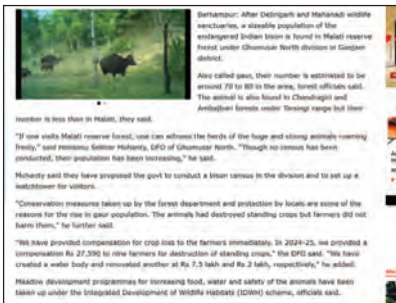 Berhampur: After Debrigarh and Mahanadi wildlife
sanctuaries, a sizeable population of the
endangered Indian bison is found in Malati reserve
forest under Ghumusar North division in Ganjam
district.
Also called gaur, their number is estimated to be
around 70 to 80 in the area, forest officials said.
The animal is also found in Chandragiri and
Ambajhari forests under Tarsingi range but their
number is less than in Malati, they said.
"If one visits Malati reserve forest, one can witness the herds of the huge and strong animals roaming
freely," said Himansu Sekhar Mohanty, DFO of Ghumusar North. "Though no census has been
conducted, their population has been increasing," he said.
Mohanty said they have proposed the govt to conduct a bison census in the division and to set up a
watchtower for visitors.
"Conservation measures taken up by the forest department and protection by locals are some of the
reasons for the rise in gaur population. The animals had destroyed standing crops but farmers did not
harm them," he further said.
"We have provided compensation for crop loss to the farmers immediately. In 2024-25, we provided a
compensation Rs 27,590 to nine farmers for destruction of standing crops," the DFO said. "We have
created a water body and renovated another at Rs 7.5 lakh and Rs 2 lakh, respectively," he added.
Meadow development programmes for increasing food, water and safety of the animals have been
taken up under the Integrated Development of Wildlife Habitats (IDWH) scheme, officials said.